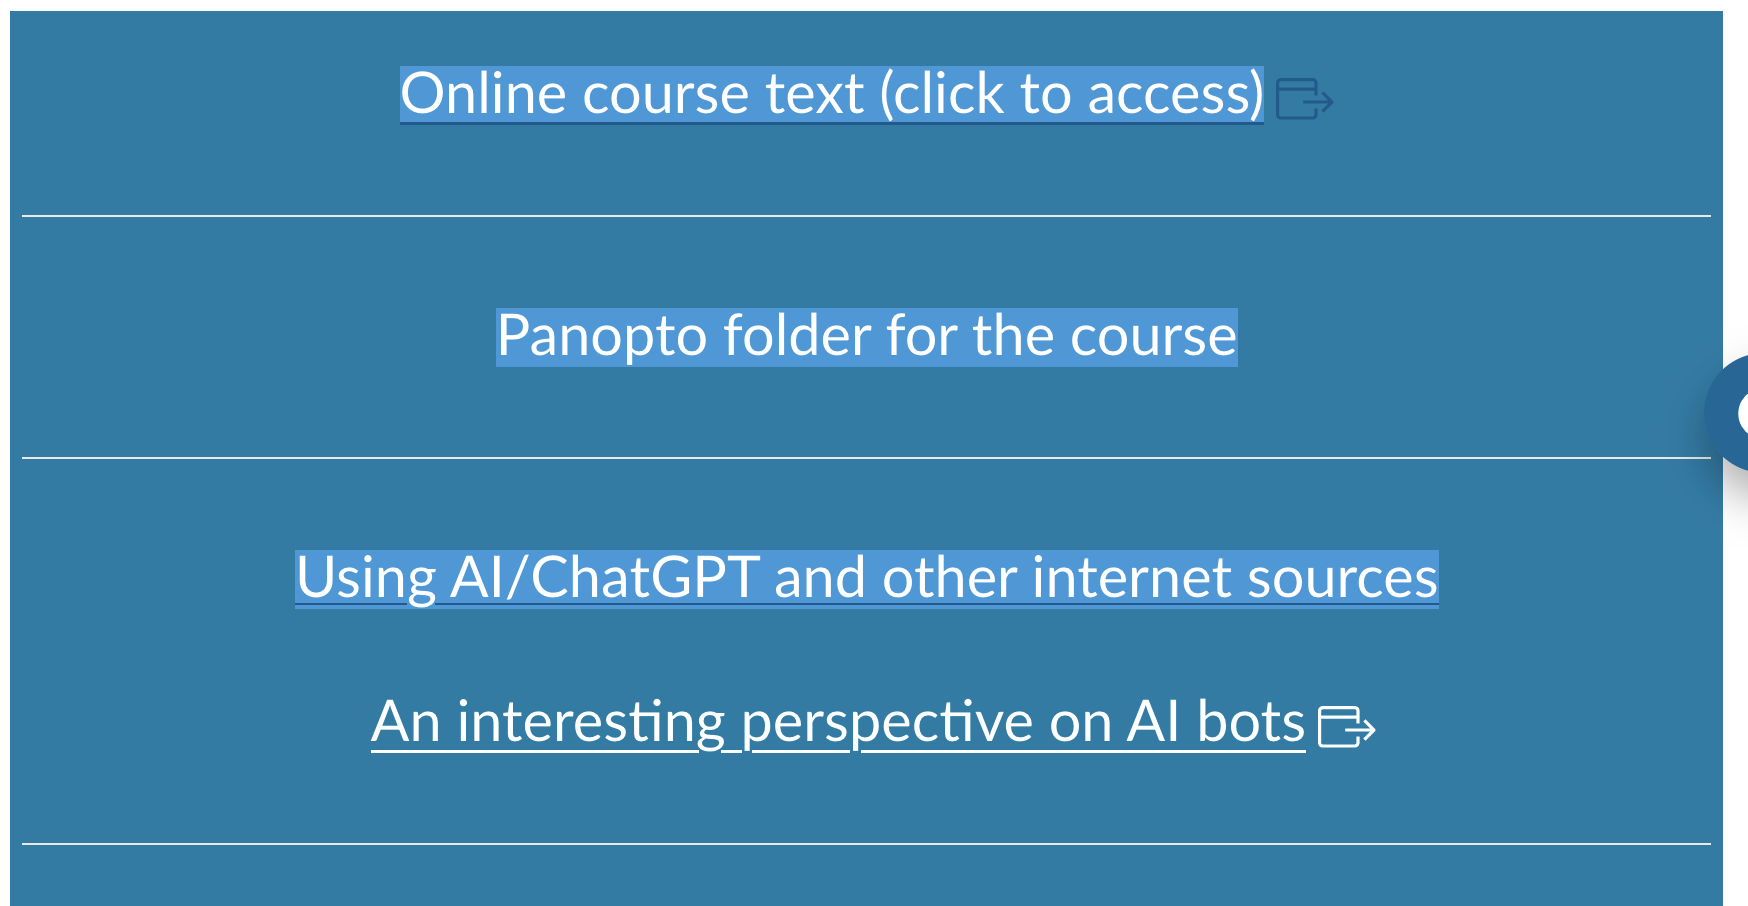 Online course text (click to access)
Panopto folder for the course
Using AI/ChatGPT and other internet sources
An interesting perspective on AI bots